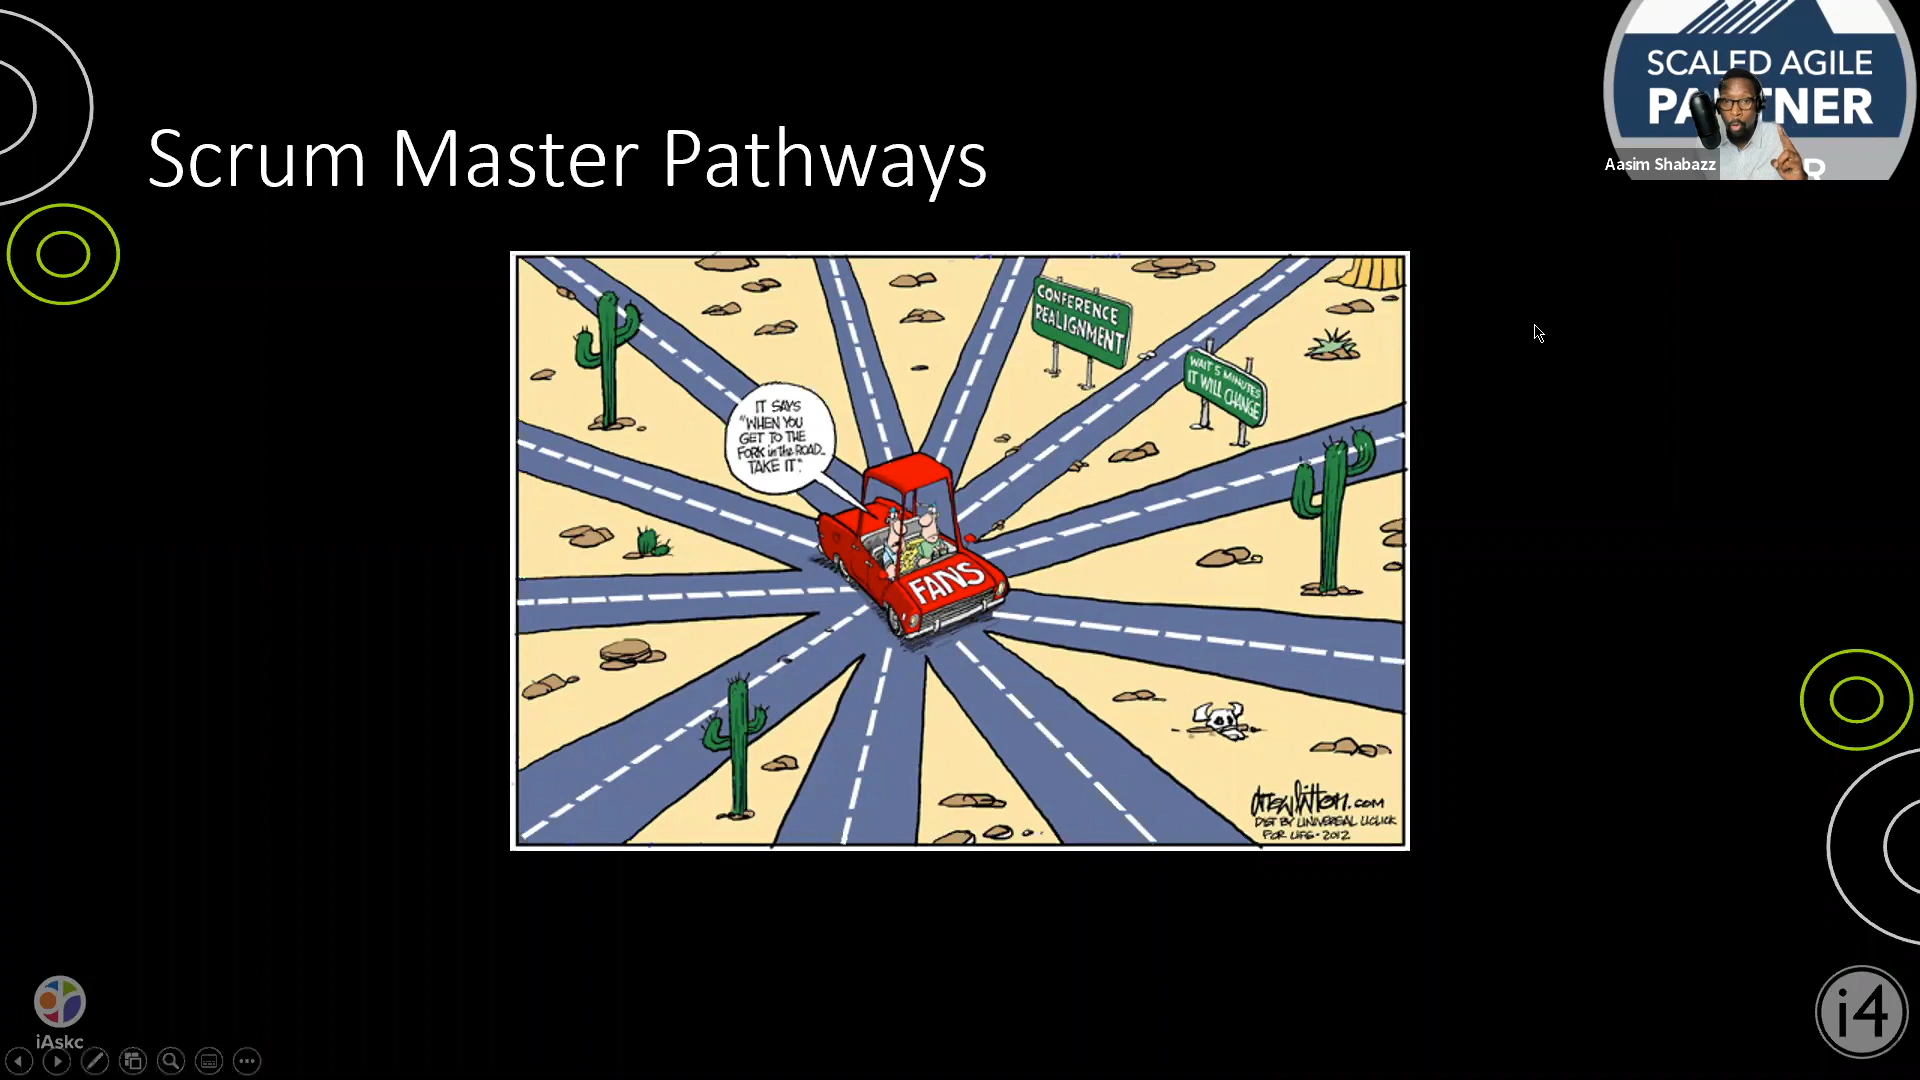 SCALED AGILE
PARTNER
Aasim Shabazz
R
Scrum Master Pathways
CONFERENCE
REALIGNMENT
WAIT 5 MINUTES
IT WILL CHANGE
IT SAYS
"WHEN YOU
GET TO THE
FORK in the ROAD..
TAKE IT".
FANS
drewlitton.com
DIST BY UNIVERSAL UCLICK
FOR UFS • 2012
iAskc
i4